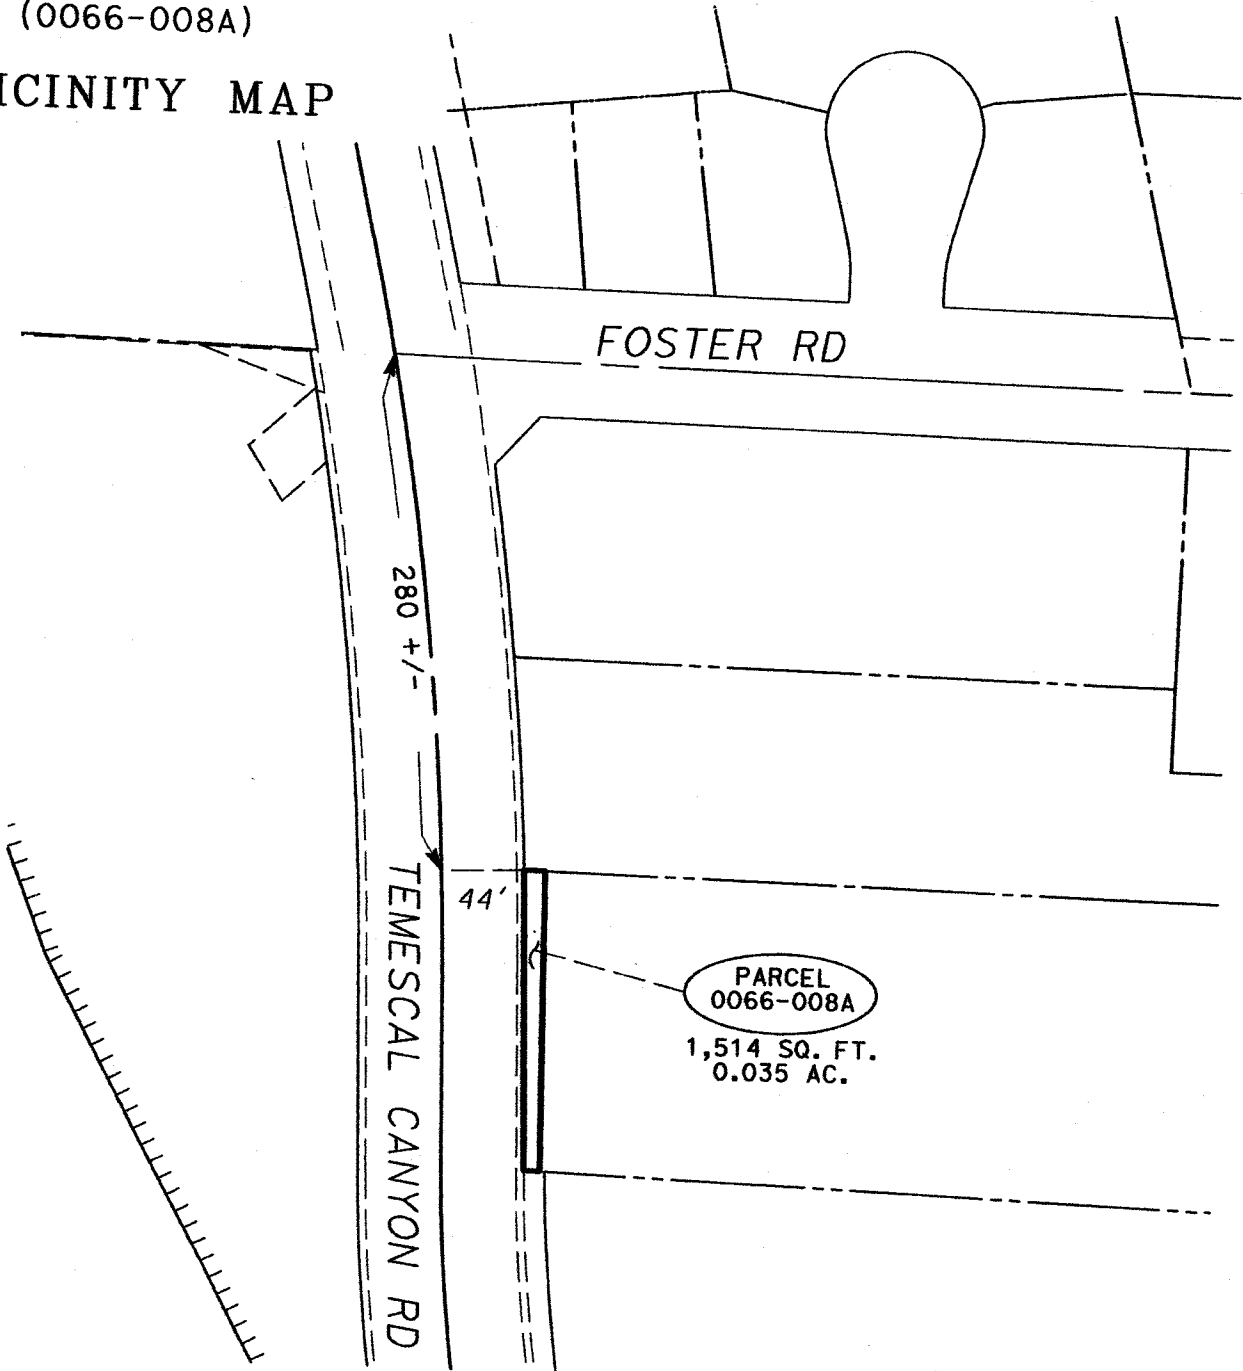 (0066-008A)
ICINITY MAP
FOSTER RD
280 +/-
44'
TEMESCAL CANYON RD
PARCEL
0066-008A
1,514 SQ. FT.
0.035 AC.